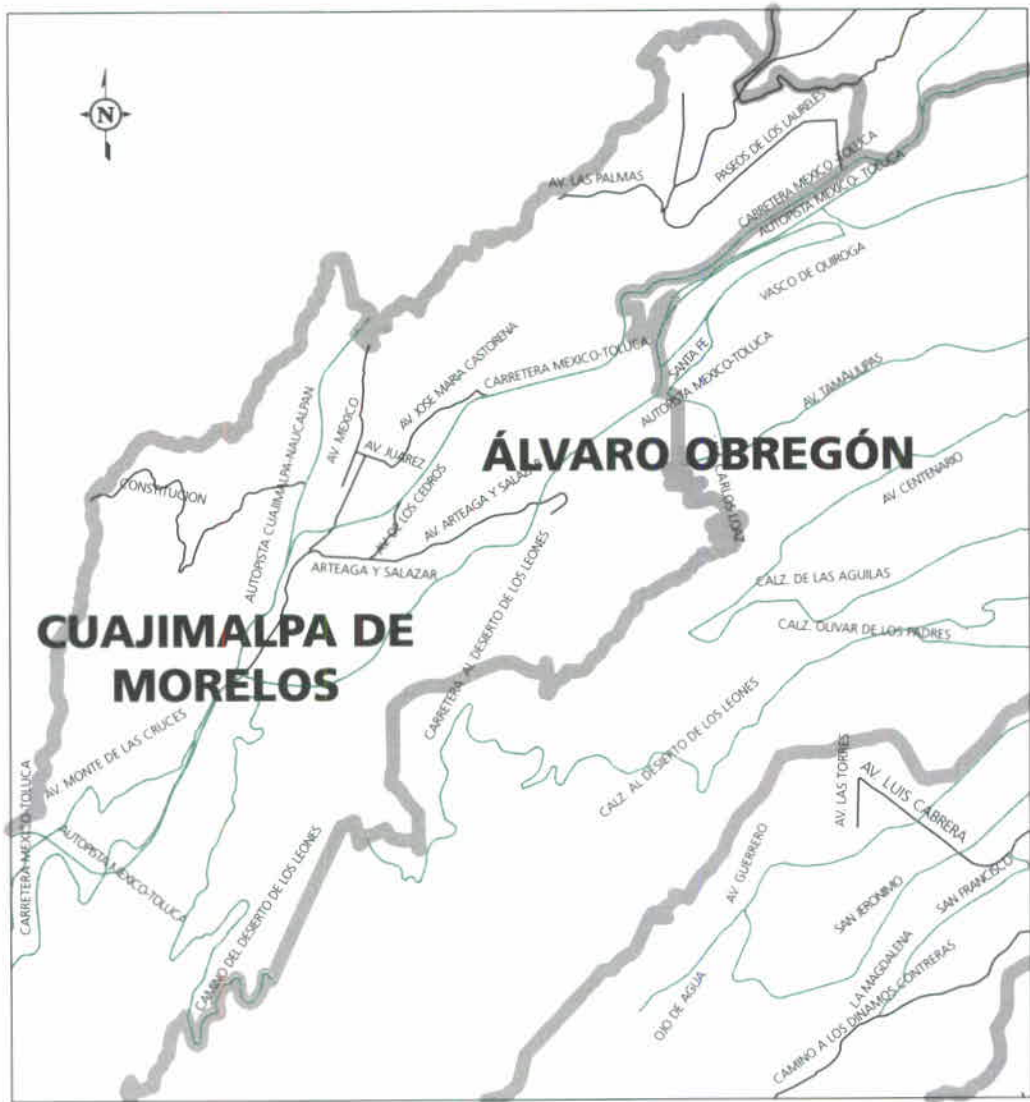 N
AV. LAS PALMAS
PASEOS DE LOS LAURELES
CARRETERA MEXICO-TOLUCA
AUTOPISTA MEXICO-TOLUCA
VASCO DE QUIROGA
SANTA FE
AUTOPISTA MEXICO-TOLUCA
AV. TAMAULIPAS
CARRETERA MEXICO-TOLUCA
AV. JOSE MARIA CASTORENA
AV. MEXICO
AV. JUAREZ
AUTOPISTA CUAJIMALPA-NAUCALPAN
ÁLVARO OBREGÓN
CONSTITUCION
AV. DE LOS CEDROS
AV. ARTEAGA Y SALAZAR
CARLOS LOAZ
AV. CENTENARIO
ARTEAGA Y SALAZAR
CALZ. DE LAS AGUILAS
CALZ. OLIVAR DE LOS PADRES
CUAJIMALPA DE
MORELOS
CARRETERA AL DESIERTO DE LOS LEONES
CALZ. AL DESIERTO DE LOS LEONES
AV. MONTE DE LAS CRUCES
CARRETERA MEXICO-TOLUCA
AUTOPISTA MEXICO-TOLUCA
CAMINO DEL DESIERTO DE LOS LEONES
AV. LAS TORRES
AV. LUIS CABRERA
AV. GUERRERO
SAN JERONIMO
SAN FRANCISCO
OJO DE AGUA
LA MAGDALENA
CAMINO A LOS DINAMOS CONTRERAS